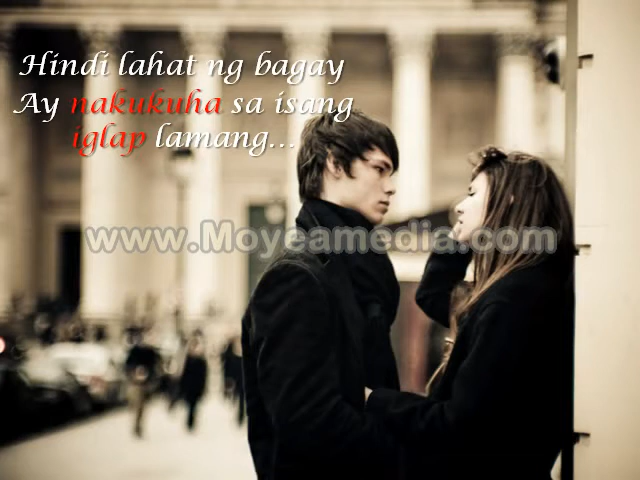 Hindi lahat ng bagay
Ay nakukuha sa isang
iglap lamang...
www.Moyeamedia.com